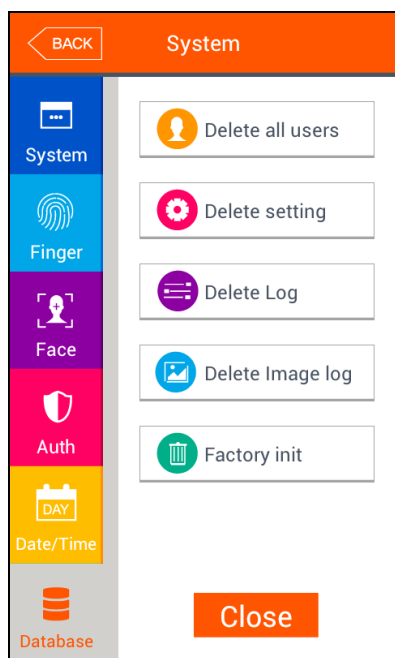 BACK
System
System
Finger
Face
Auth
DAY
Date/Time
Database
Delete all users
Delete setting
Delete Log
Delete Image log
Factory init
Close